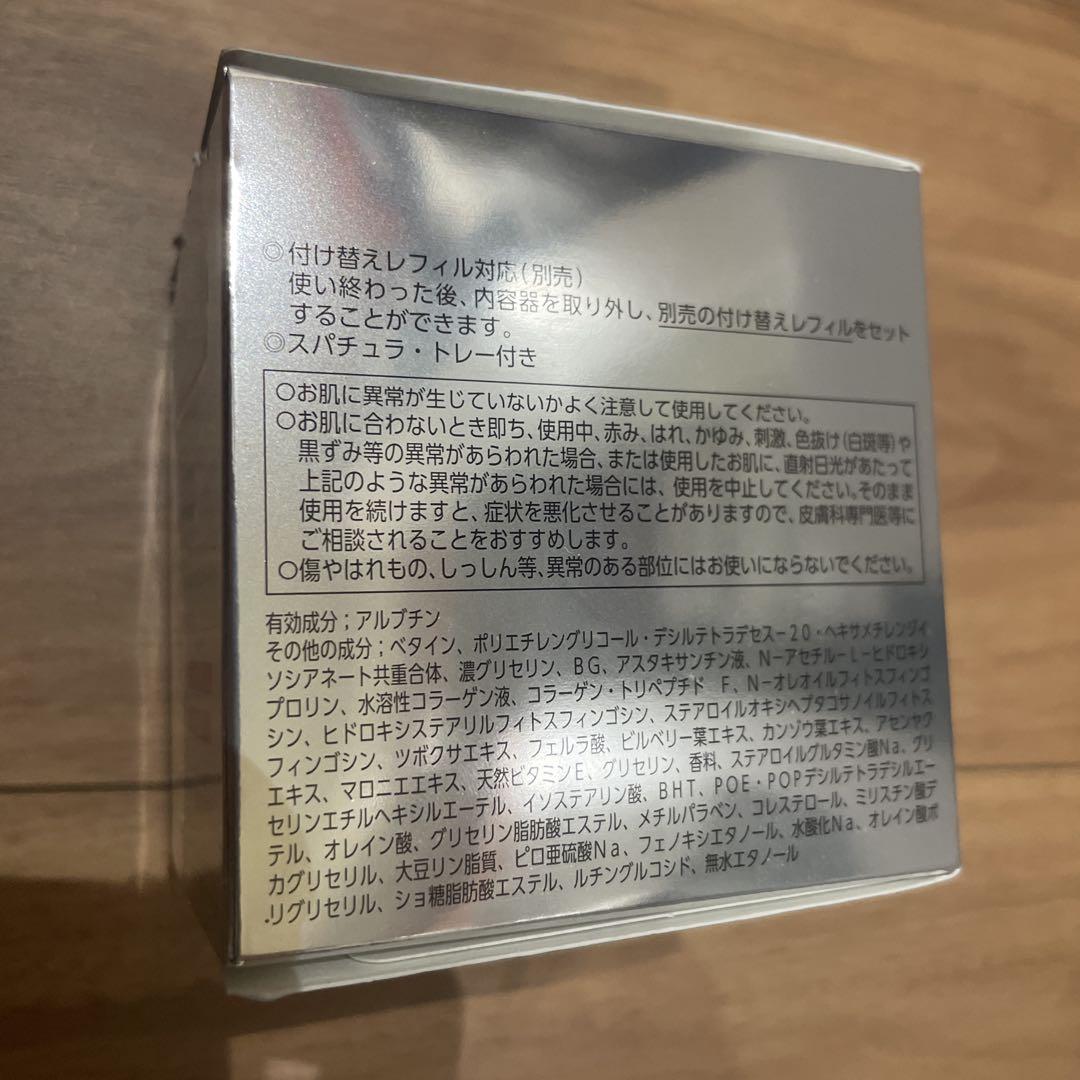 ◎付け替えレフィル対応(別売)
使い終わった後、内容器を取り外し、別売の付け替えレフィルをセット
することができます。
◎スパチュラ・トレー付き
○お肌に異常が生じていないかよく注意して使用してください。
○お肌に合わないとき即ち、使用中、赤み、はれ、かゆみ、刺激、色抜け(白斑等)や
黒ずみ等の異常があらわれた場合、または使用したお肌に、直射日光があたって
上記のような異常があらわれた場合には、使用を中止してください。そのまま
使用を続けますと、症状を悪化させることがありますので、皮膚科専門医等に
ご相談されることをおすすめします。
○傷やはれもの、しっしん等、異常のある部位にはお使いにならないでください。
有効成分;アルブチン
その他の成分;ベタイン、ポリエチレングリコール・デシルテトラデセス－20・ヘキサメチレンジイ
ソシアネート共重合体、濃グリセリン、BG、アスタキサンチン液、N－アセチル－L－ヒドロキシ
プロリン、水溶性コラーゲン液、コラーゲン・トリペプチド F、N－オレオイルフィトスフィンゴ
シン、ヒドロキシステアリルフィトスフィンゴシン、ステアロイルオキシヘプタコサノイルフィトス
フィンゴシン、ツボクサエキス、フェルラ酸、ビルベリー葉エキス、カンゾウ葉エキス、アセンヤク
エキス、マロニエエキス、天然ビタミンE、グリセリン、香料、ステアロイルグルタミン酸Na、グリ
セリンエチルヘキシルエーテル、イソステアリン酸、BHT、POE・POPデシルテトラデシルエー
テル、オレイン酸、グリセリン脂肪酸エステル、メチルパラベン、コレステロール、ミリスチン酸デ
カグリセリル、大豆リン脂質、ピロ亜硫酸Na、フェノキシエタノール、水酸化Na、オレイン酸ポ
リグリセリル、ショ糖脂肪酸エステル、ルチングルコシド、無水エタノール